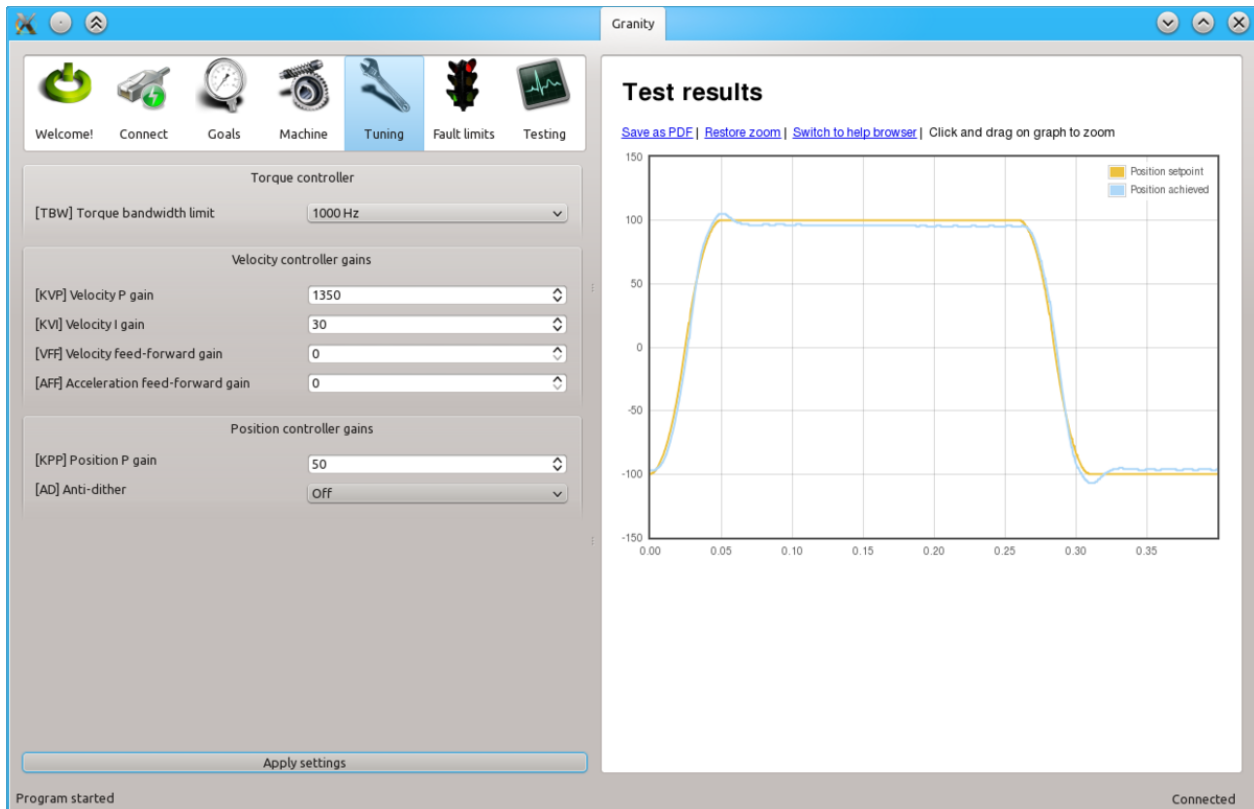 Granity
Welcome! Connect Goals Machine Tuning Fault limits Testing
Torque controller
[TBW] Torque bandwidth limit 1000 Hz
Velocity controller gains
[KVP] Velocity P gain 1350
[KVI] Velocity I gain 30
[VFF] Velocity feed-forward gain 0
[AFF] Acceleration feed-forward gain 0
Position controller gains
[KPP] Position P gain 50
[AD] Anti-dither Off
Apply settings
Program started
Test results
Save as PDF | Restore zoom | Switch to help browser | Click and drag on graph to zoom
Position setpoint
Position achieved
150
100
50
0
-50
-100
-150
0.00 0.05 0.10 0.15 0.20 0.25 0.30 0.35
Connected